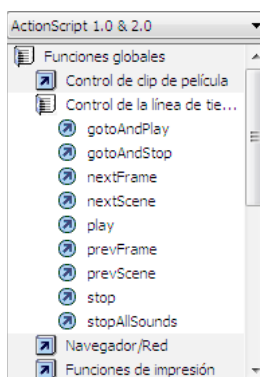 ActionScript 1.0 & 2.0
Funciones globales
Control de clip de película
Control de la línea de tie...
gotoAndPlay
gotoAndStop
nextFrame
nextScene
play
prevFrame
prevScene
stop
stopAllSounds
Navegador/Red
Funciones de impresión